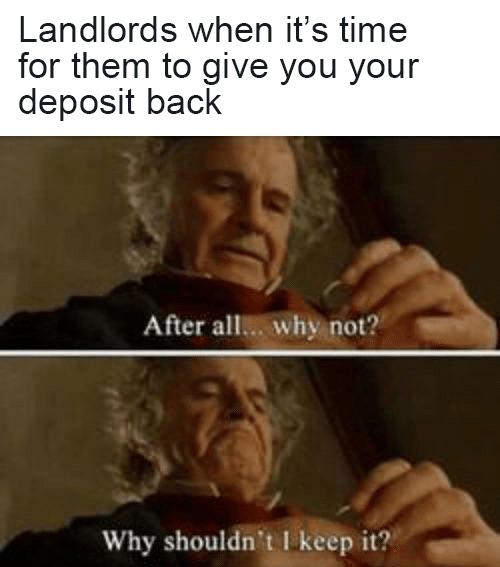 Landlords when it’s time
for them to give you your
deposit back
After all... why not?
Why shouldn't I keep it?